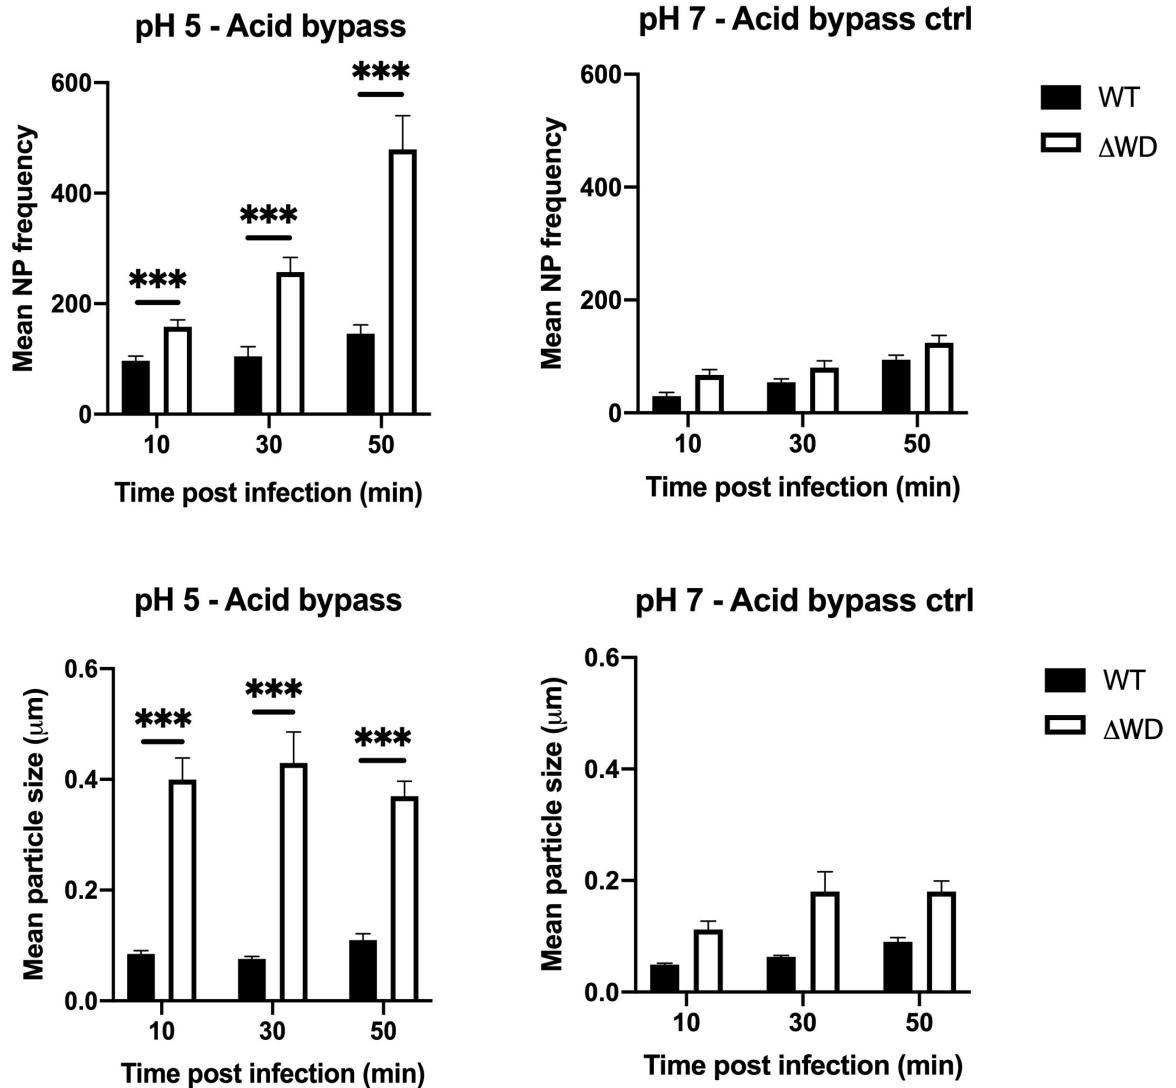 pH 5 - Acid bypass
Mean NP frequency
600
400
200
0
***
***
***
10 30 50
Time post infection (min)
pH 7 - Acid bypass ctrl
Mean NP frequency
600
400
200
0
10 30 50
Time post infection (min)
WT
ΔWD
pH 5 - Acid bypass
Mean particle size (μm)
0.6
0.4
0.2
0.0
***
***
***
10 30 50
Time post infection (min)
pH 7 - Acid bypass ctrl
Mean particle size (μm)
0.6
0.4
0.2
0.0
10 30 50
Time post infection (min)
WT
ΔWD